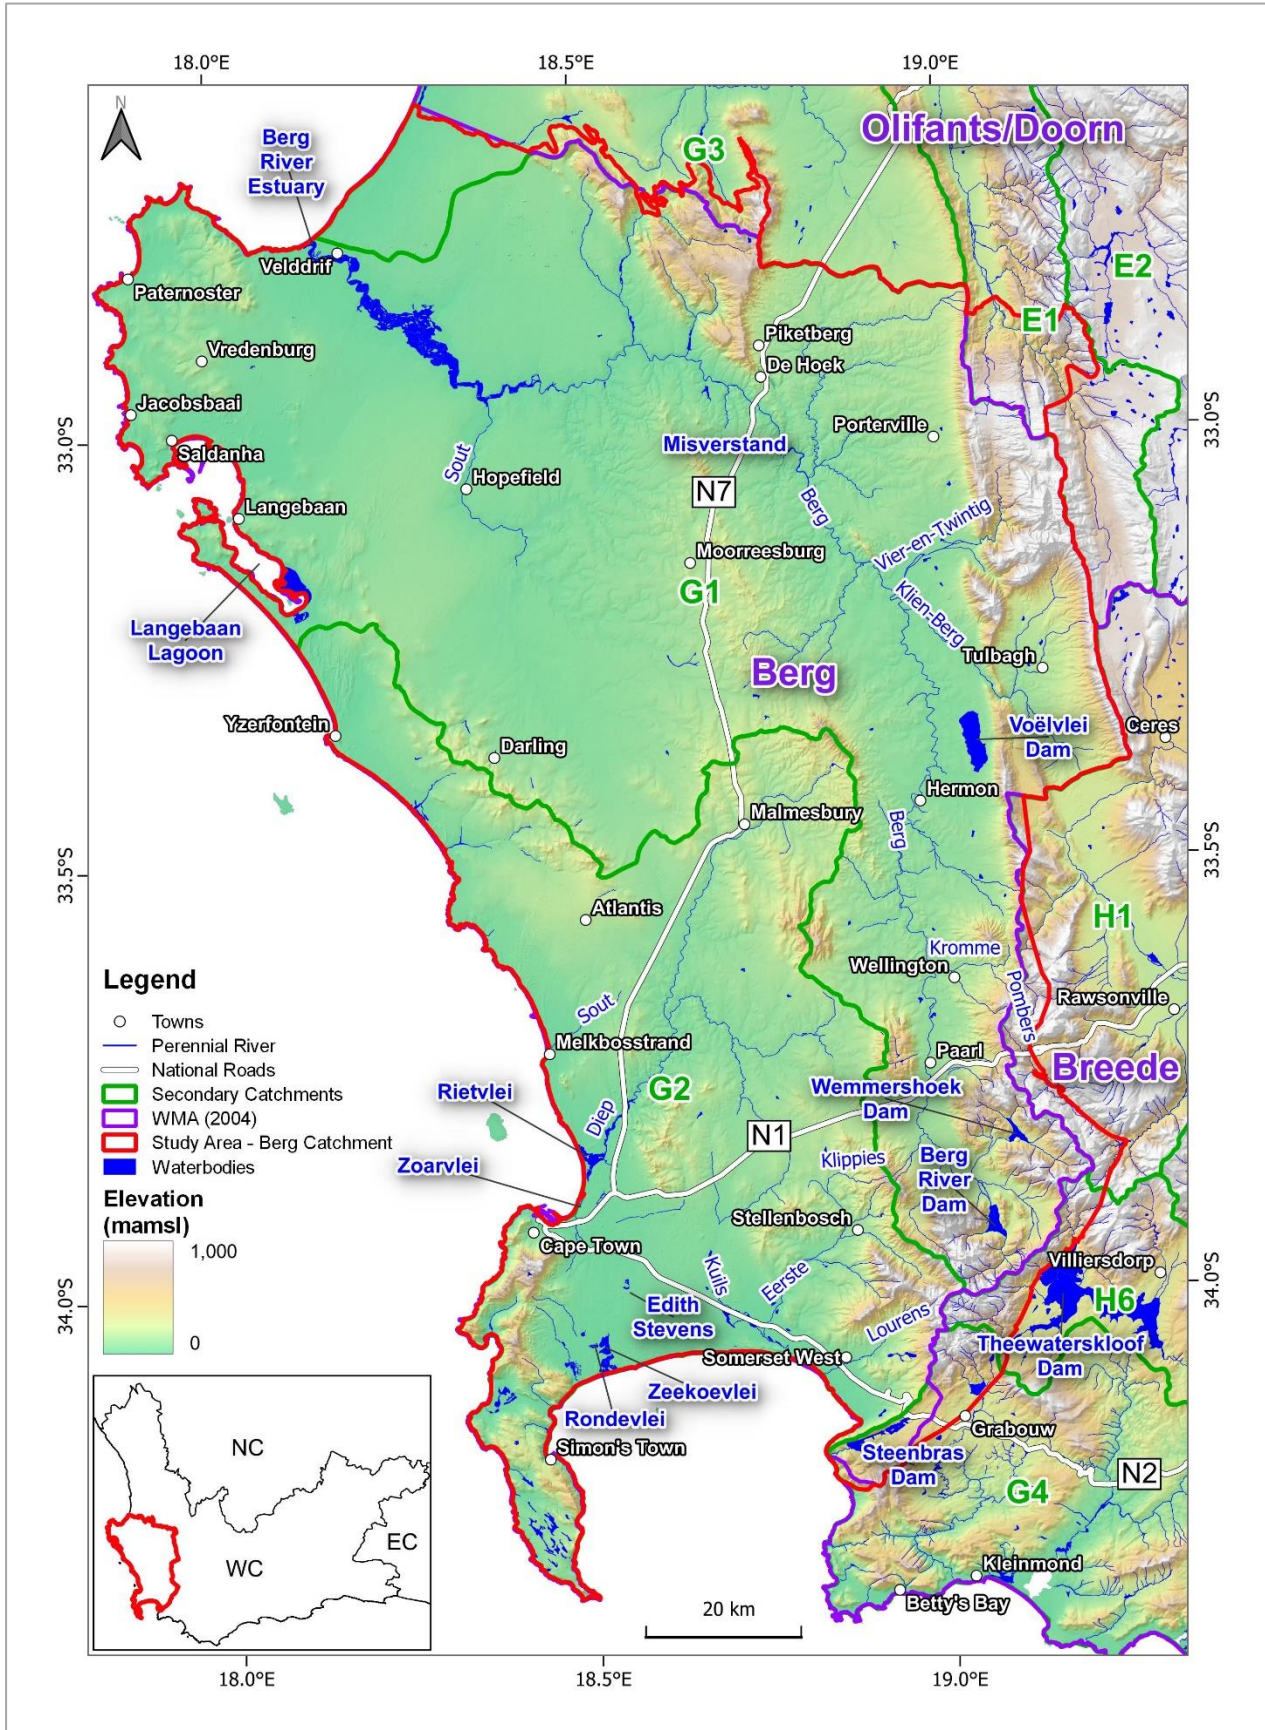 18.0°E
18.5°E
19.0°E
N
Berg
River
Estuary
G3
Olifants/Doorn
E2
Velddrif
Paternoster
E1
Piketberg
Vredenburg
De Hoek
Jacobsbaai
Porterville
33.0°S
33.0°S
Saldanha
Misverstand
Sout
Hopefield
N7
Langebaan
Berg
Vier-en-Twintig
Moorreesburg
G1
Klien-Berg
Langebaan
Lagoon
Tulbagh
Berg
Yzerfontein
Voëlvlei
Dam
Ceres
Darling
Hermon
Malmesbury
Berg
33.5°S
33.5°S
Atlantis
H1
Kromme
Wellington
Pombers
Rawsonville
Legend
Towns
Perennial River
National Roads
Secondary Catchments
WMA (2004)
Study Area - Berg Catchment
Waterbodies
Elevation
(mamsl)
1,000
0
Sout
Melkbosstrand
Paarl
Breede
Rietvlei
G2
Wemmershoek
Dam
Diep
N1
Zoarvlei
Klippies
Berg
River
Dam
Stellenbosch
Cape Town
Villiersdorp
Kuils
Eerste
34.0°S
34.0°S
Edith
Stevens
H6
Lourens
Theewaterskloof
Dam
Somerset West
Zeekoevlei
Rondevlei
Grabouw
Simon's Town
Steenbras
Dam
N2
G4
NC
WC
EC
Kleinmond
Betty's Bay
20 km
18.0°E
18.5°E
19.0°E